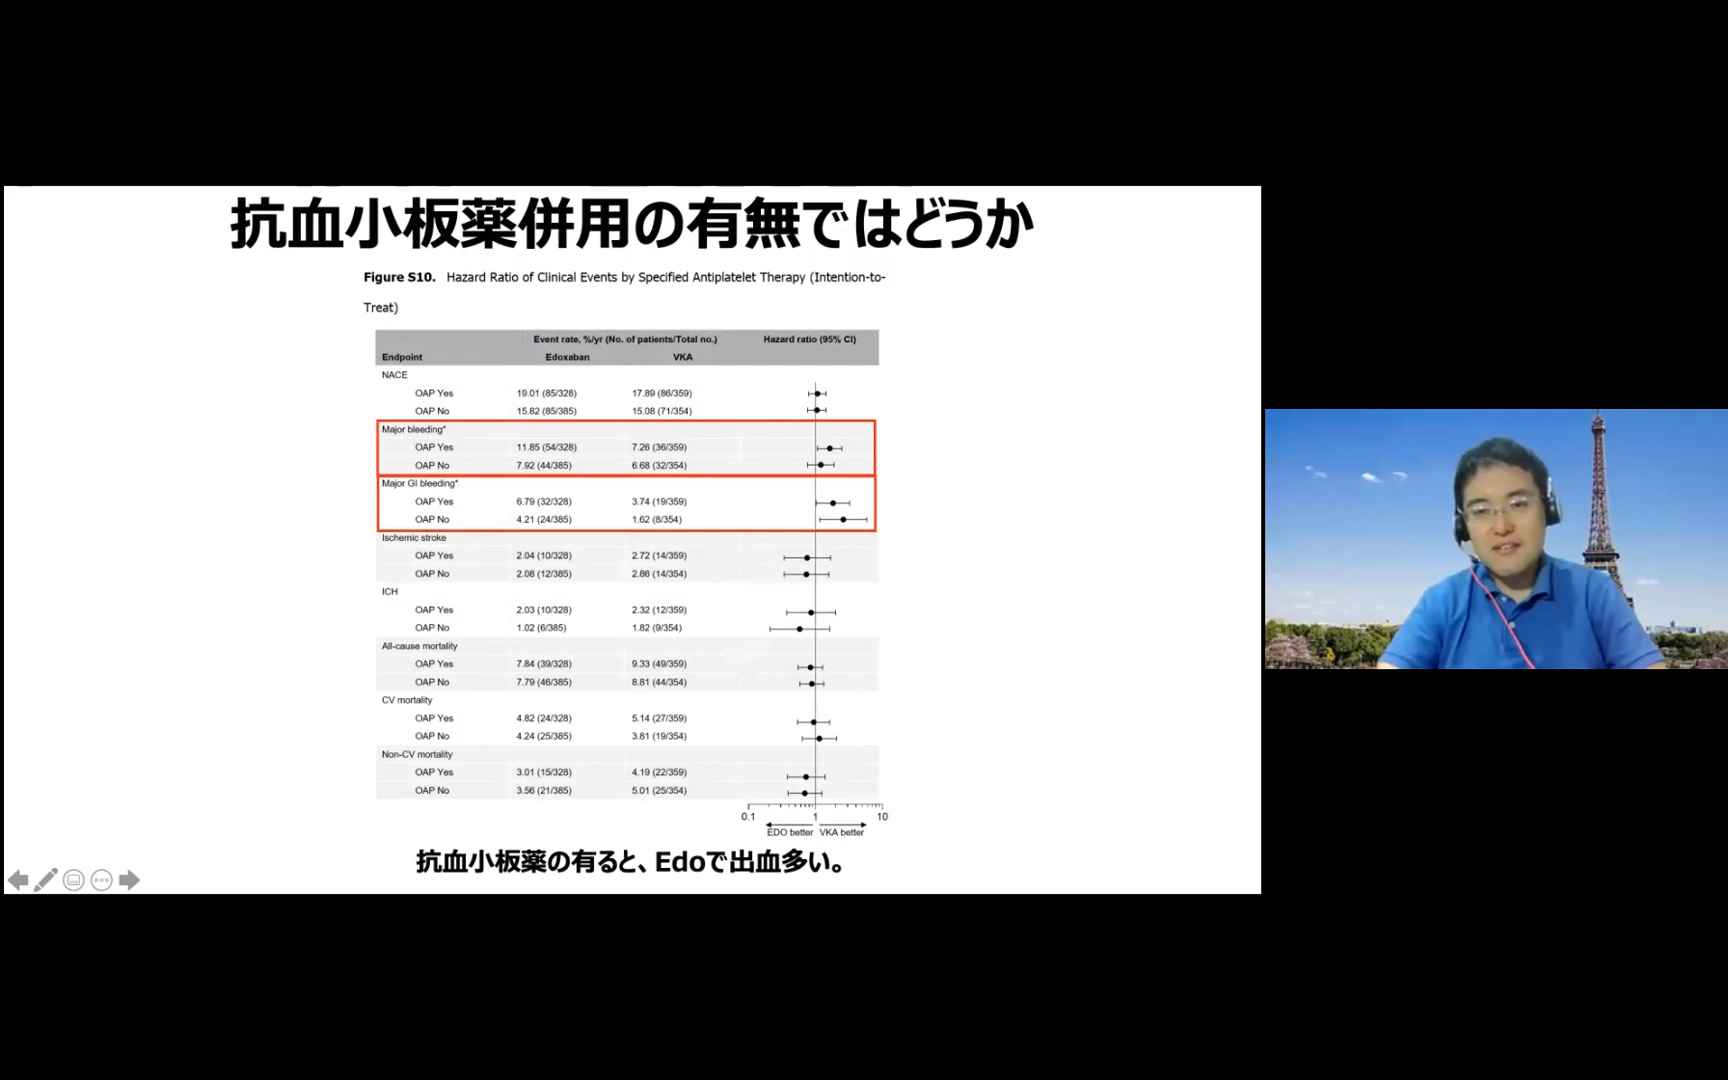 抗血小板薬併用の有無ではどうか
Figure S10. Hazard Ratio of Clinical Events by Specified Antiplatelet Therapy (Intention-to-
Treat)
Event rate, %/yr (No. of patients/Total no.) Hazard ratio (95% CI)
Endpoint Edoxaban VKA
NACE
OAP Yes 19.01 (85/328) 17.89 (86/359)
OAP No 15.82 (85/385) 15.08 (71/354)
Major bleeding*
OAP Yes 11.85 (54/328) 7.26 (36/359)
OAP No 7.92 (44/385) 6.68 (32/354)
Major GI bleeding*
OAP Yes 6.79 (32/328) 3.74 (19/359)
OAP No 4.21 (24/385) 1.62 (8/354)
Ischemic stroke
OAP Yes 2.04 (10/328) 2.72 (14/359)
OAP No 2.08 (12/385) 2.86 (14/354)
ICH
OAP Yes 2.03 (10/328) 2.32 (12/359)
OAP No 1.02 (6/385) 1.82 (9/354)
All-cause mortality
OAP Yes 7.84 (39/328) 9.33 (49/359)
OAP No 7.79 (46/385) 8.81 (44/354)
CV mortality
OAP Yes 4.82 (24/328) 5.14 (27/359)
OAP No 4.24 (25/385) 3.81 (19/354)
Non-CV mortality
OAP Yes 3.01 (15/328) 4.19 (22/359)
OAP No 3.56 (21/385) 5.01 (25/354)
0.1 1 10
EDO better VKA better
抗血小板薬の有ると、Edoで出血多い。